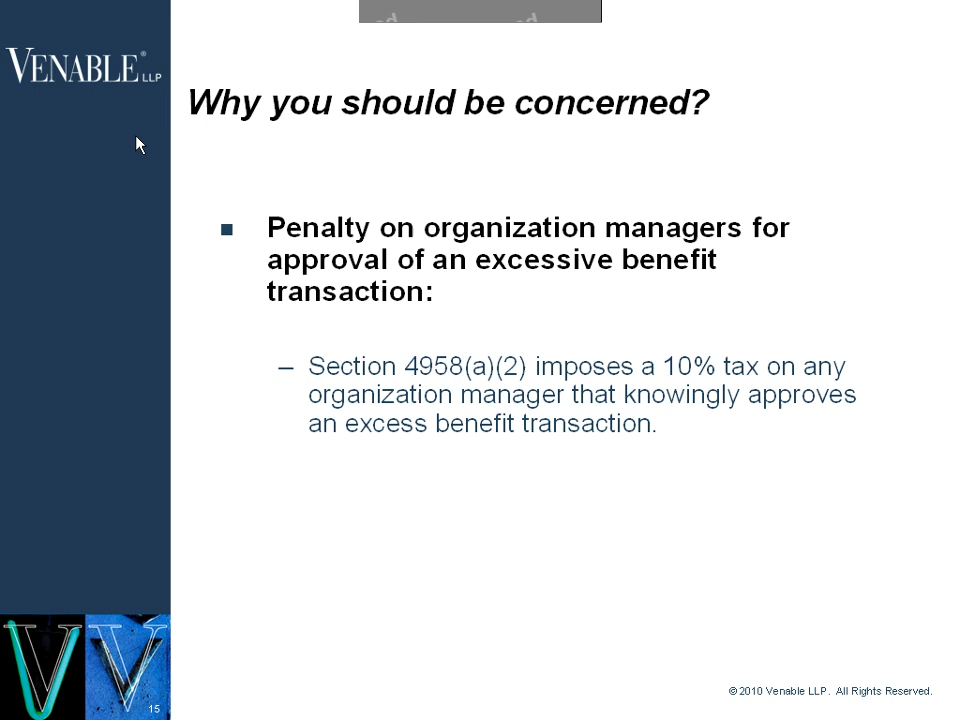 VENABLE® LLP
Why you should be concerned?
Penalty on organization managers for
approval of an excessive benefit
transaction:
– Section 4958(a)(2) imposes a 10% tax on any
organization manager that knowingly approves
an excess benefit transaction.
© 2010 Venable LLP. All Rights Reserved.
15